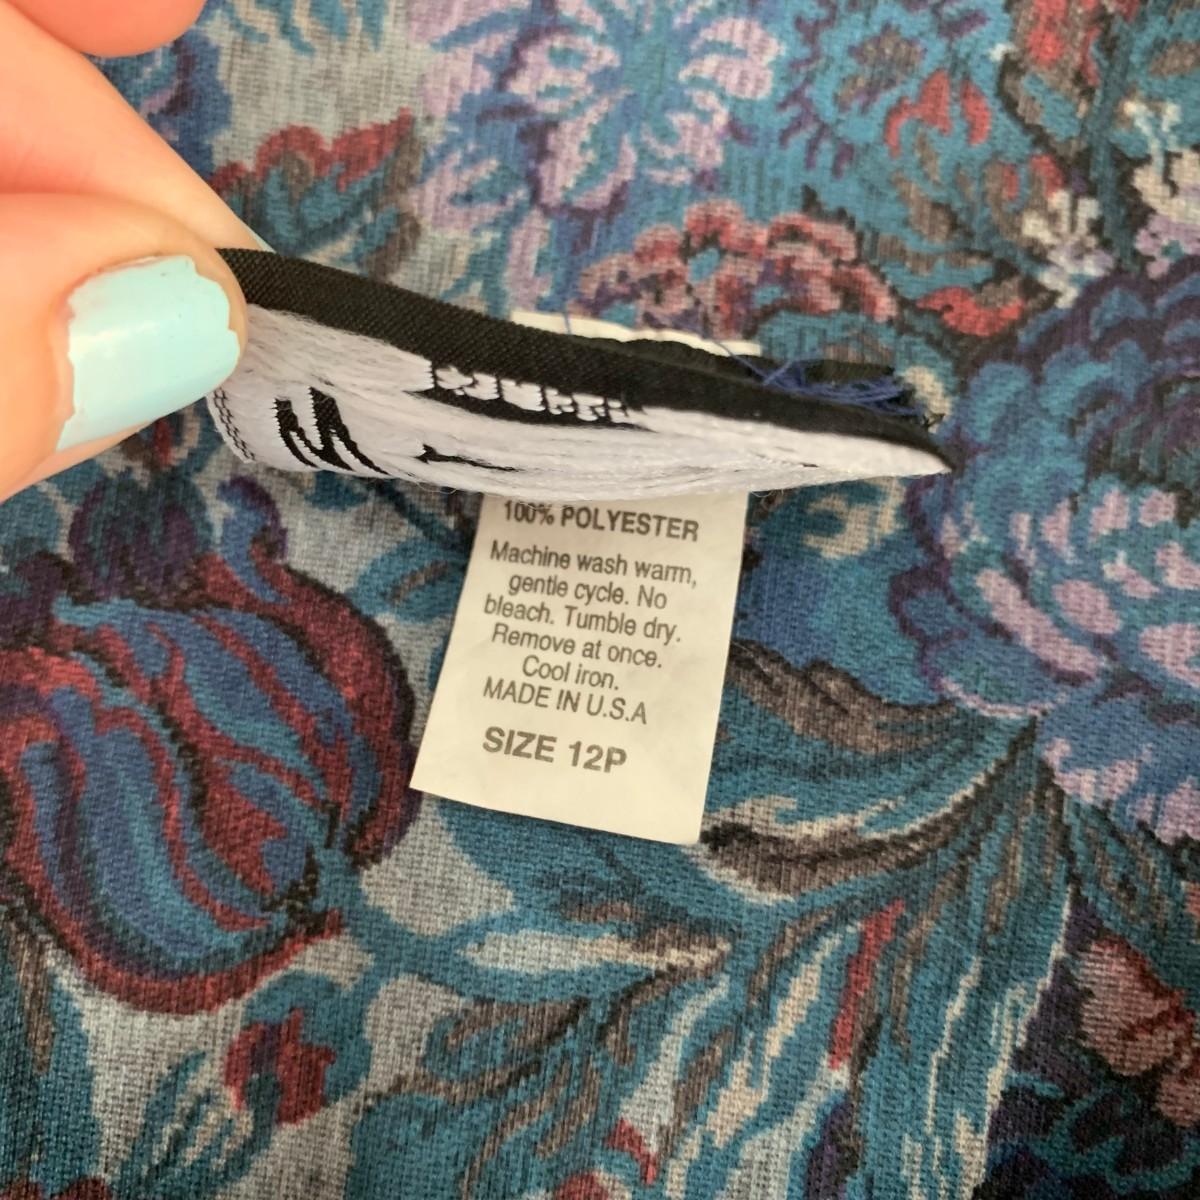 100% POLYESTER
Machine wash warm,
gentle cycle. No
bleach. Tumble dry.
Remove at once.
Cool iron.
MADE IN U.S.A
SIZE 12P